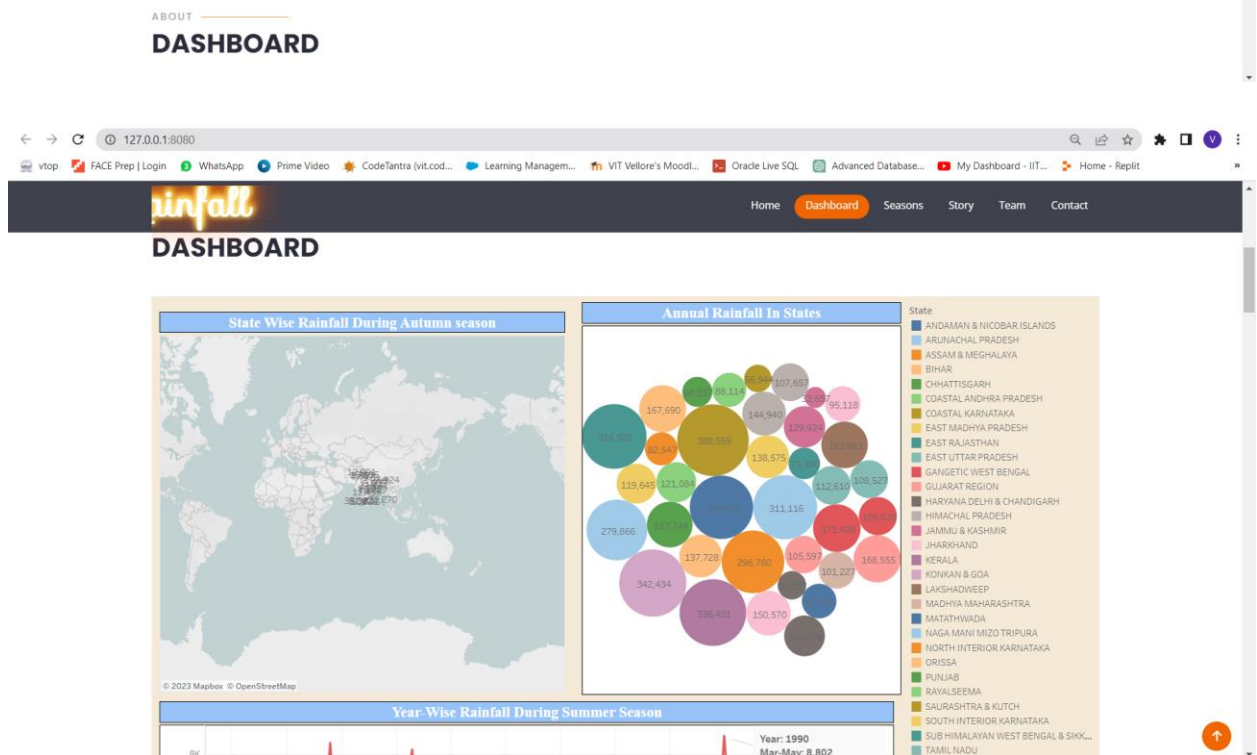 ABOUT
DASHBOARD
127.0.0.1:8080
V
vtop FACE Prep | Login WhatsApp Prime Video CodeTantra (vit.cod... Learning Managem... VIT Vellore's Moodl... Oracle Live SQL Advanced Database... My Dashboard - IIT... Home - Replit »
ainfall
Home Dashboard Seasons Story Team Contact
DASHBOARD
State Wise Rainfall During Autumn season
© 2023 Mapbox © OpenStreetMap
Annual Rainfall In States
107,657
88,114
95,118
167,690
144,940
129,924
82,547
138,575
119,645
121,084
112,610
108,527
311,116
279,866
137,728
296,780
105,597
168,555
101,227
342,434
336,431
150,570
State
ANDAMAN & NICOBAR ISLANDS
ARUNACHAL PRADESH
ASSAM & MEGHALAYA
BIHAR
CHHATTISGARH
COASTAL ANDHRA PRADESH
COASTAL KARNATAKA
EAST MADHYA PRADESH
EAST RAJASTHAN
EAST UTTAR PRADESH
GANGETIC WEST BENGAL
GUJARAT REGION
HARYANA DELHI & CHANDIGARH
HIMACHAL PRADESH
JAMMU & KASHMIR
JHARKHAND
KERALA
KONKAN & GOA
LAKSHADWEEP
MADHYA MAHARASHTRA
MATATHWADA
NAGA MANI MIZO TRIPURA
NORTH INTERIOR KARNATAKA
ORISSA
PUNJAB
RAYALSEEMA
SAURASHTRA & KUTCH
SOUTH INTERIOR KARNATAKA
SUB HIMALAYAN WEST BENGAL & SIKK...
TAMIL NADU
Year-Wise Rainfall During Summer Season
8K
Year: 1990
Mar-May: 8,802